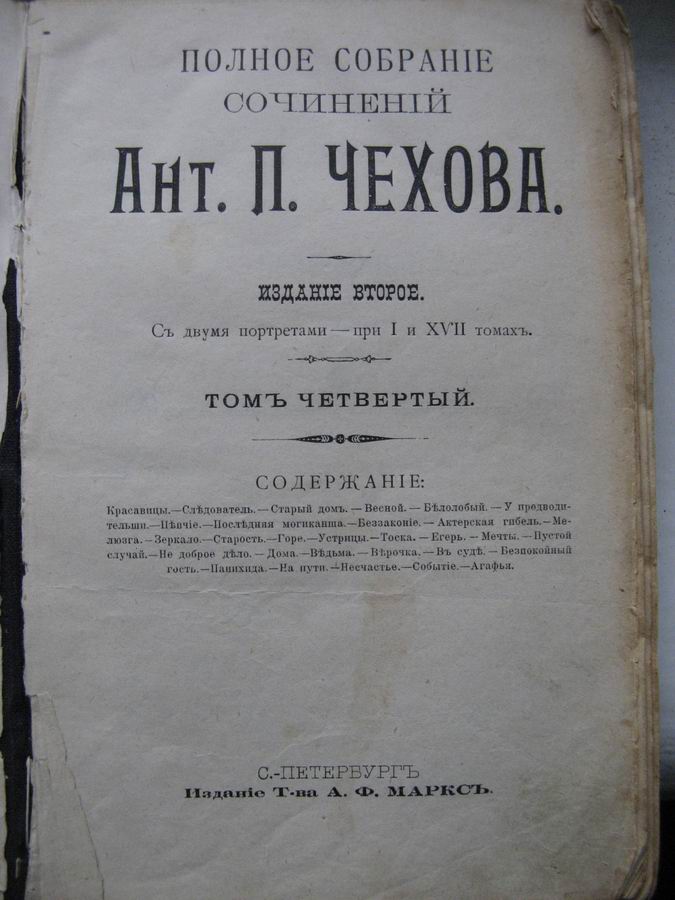 ПОЛНОЕ СОБРАНІЕ
СОЧИНЕНІЙ
Ант. П. ЧЕХОВА.
ИЗДАНІЕ ВТОРОЕ.
Съ двумя портретами — при I и XVII томахъ.
ТОМЪ ЧЕТВЕРТЫЙ.
СОДЕРЖАНІЕ:
Красавицы.—Слѣдователь.—Старый домъ.—Весной.—Бѣлолобый.—У предводи-
тельши.—Пѣвчіе.—Послѣдняя могиканша.—Беззаконіе.—Актерская гибель.—Ме-
люзга.—Зеркало.—Старость.—Горе.—Устрицы.—Тоска.—Егерь.—Мечты.—Пустой
случай.—Не доброе дѣло.—Дома.—Вѣдьма.—Вѣрочка.—Въ судѣ.—Безпокойный
гость.—Панихида.—На пути.—Несчастье.—Событіе.—Агафья.
С.-ПЕТЕРБУРГЪ
Изданіе Т-ва А. Ф. МАРКСЪ.